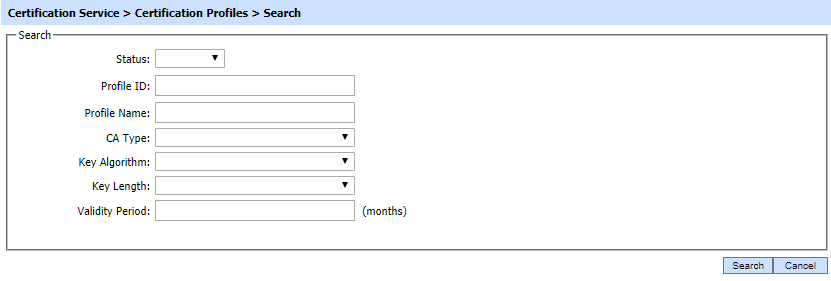 Certification Service > Certification Profiles > Search
Search
Status:
Profile ID:
Profile Name:
CA Type:
Key Algorithm:
Key Length:
Validity Period: (months)
Search Cancel